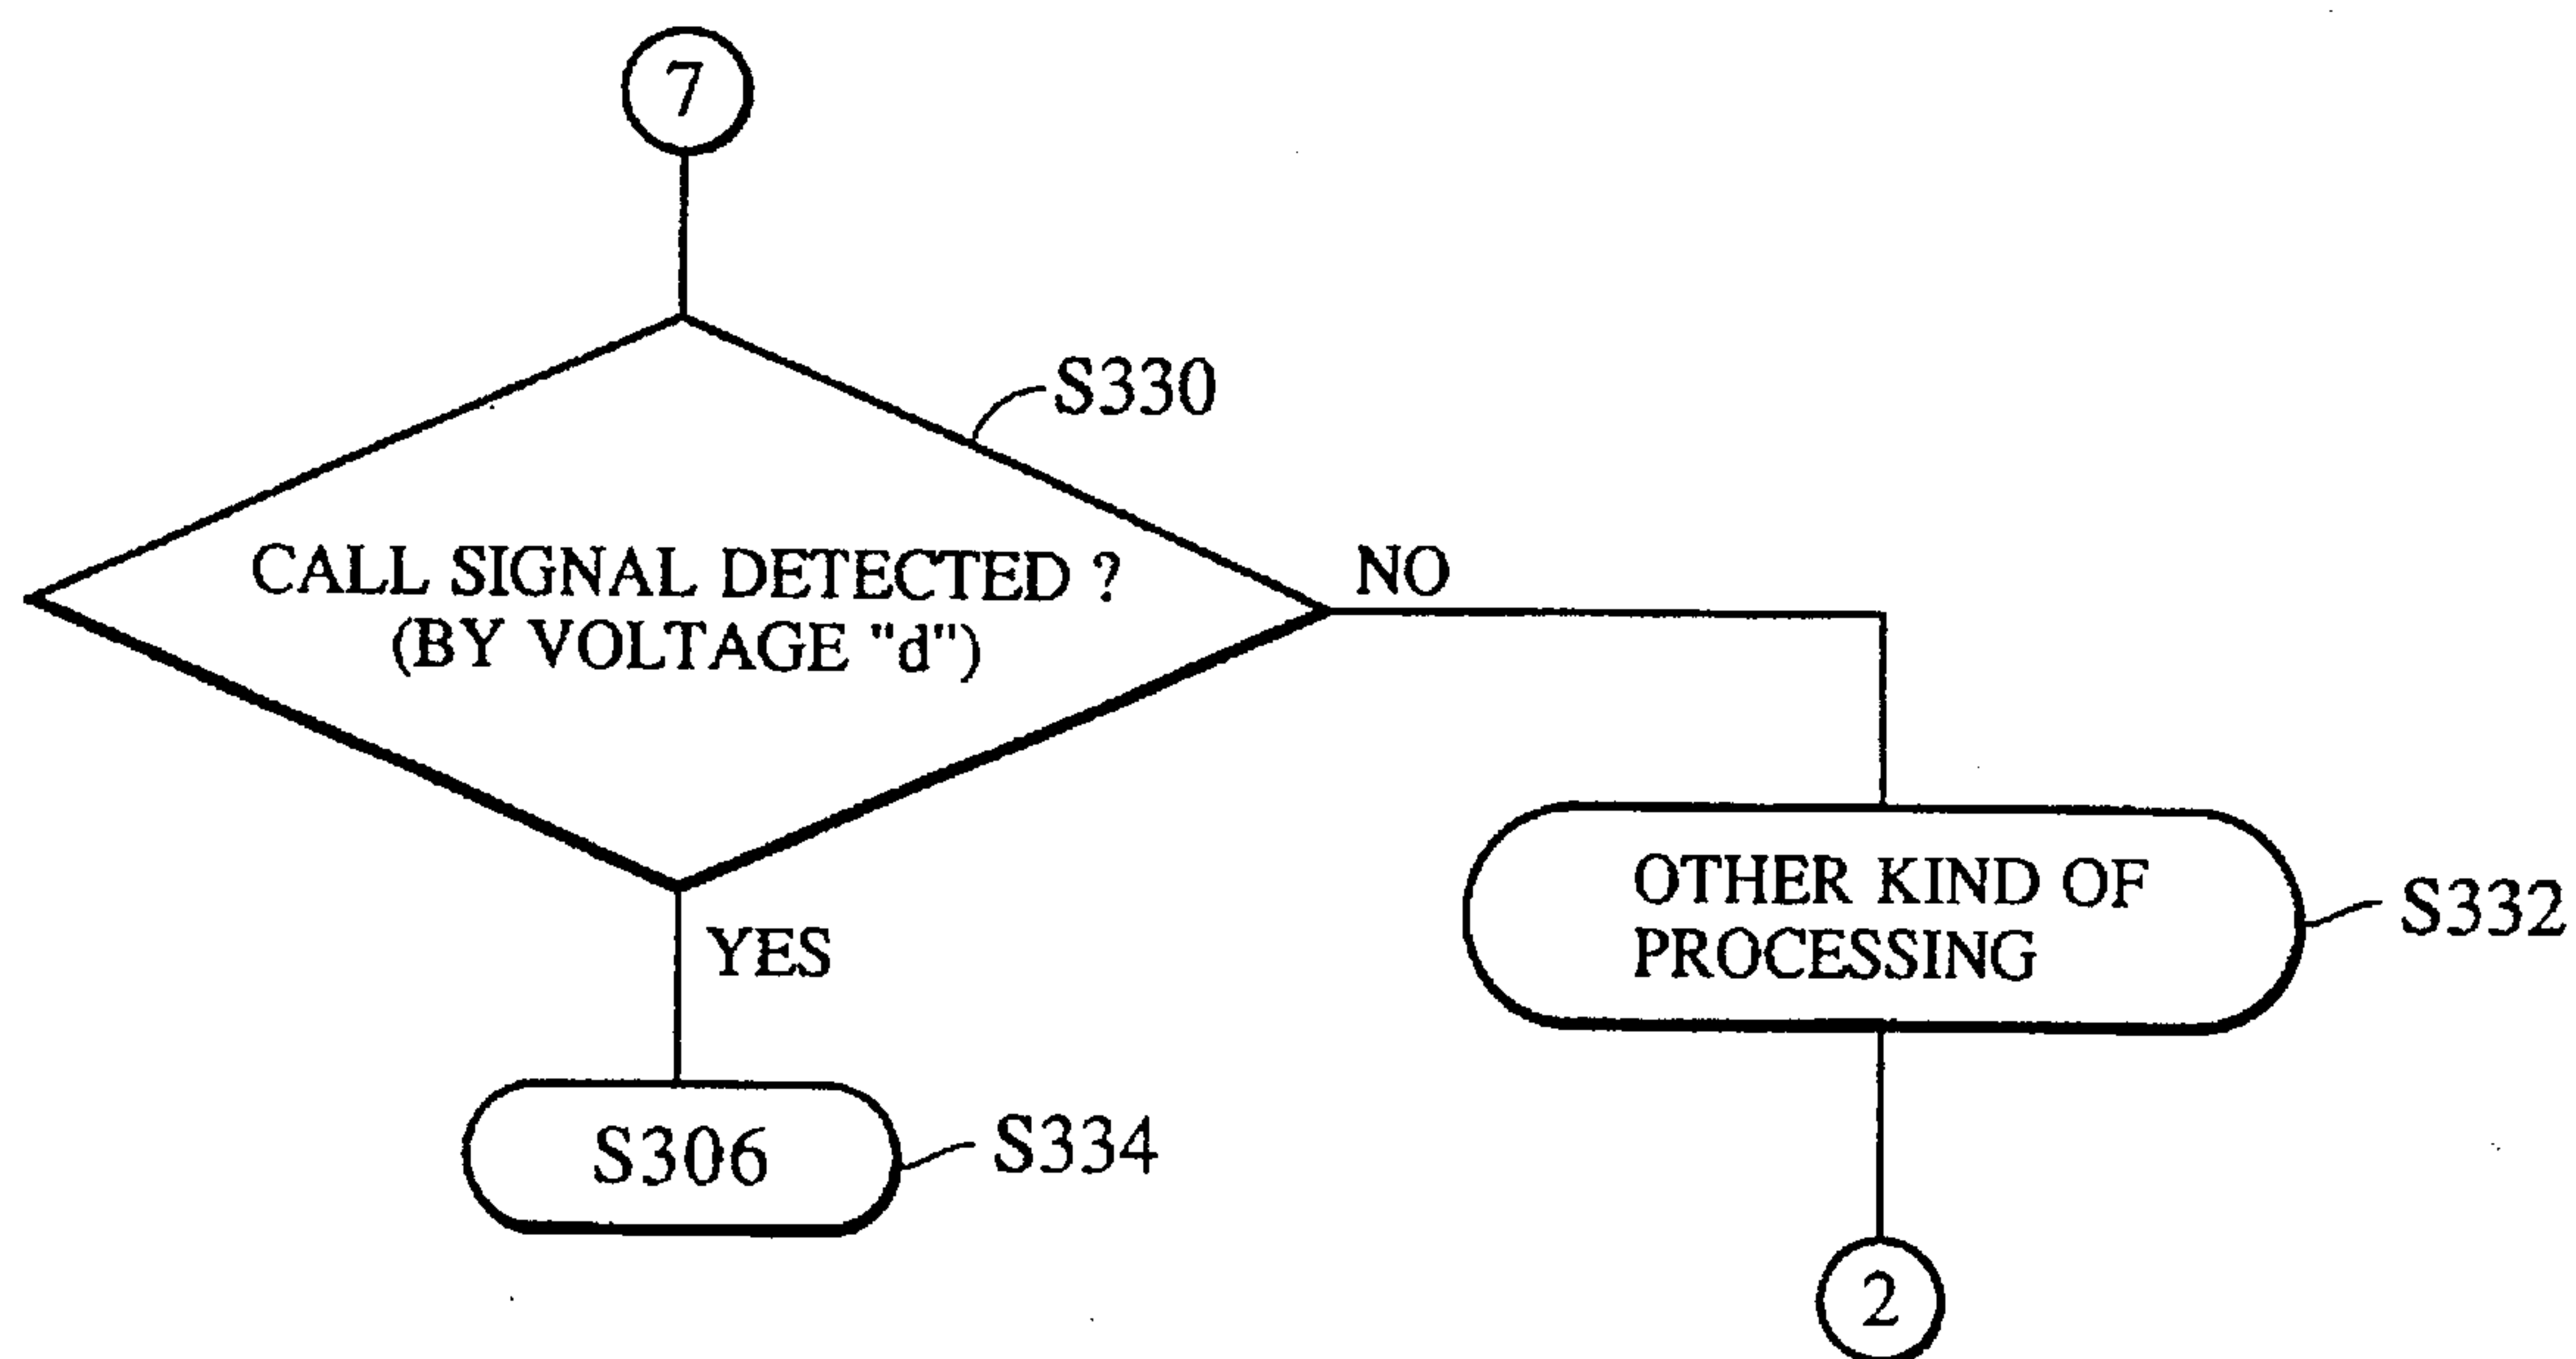 7
S330
CALL SIGNAL DETECTED ?
(BY VOLTAGE "d")
NO
YES
OTHER KIND OF
PROCESSING
S332
S306
S334
2